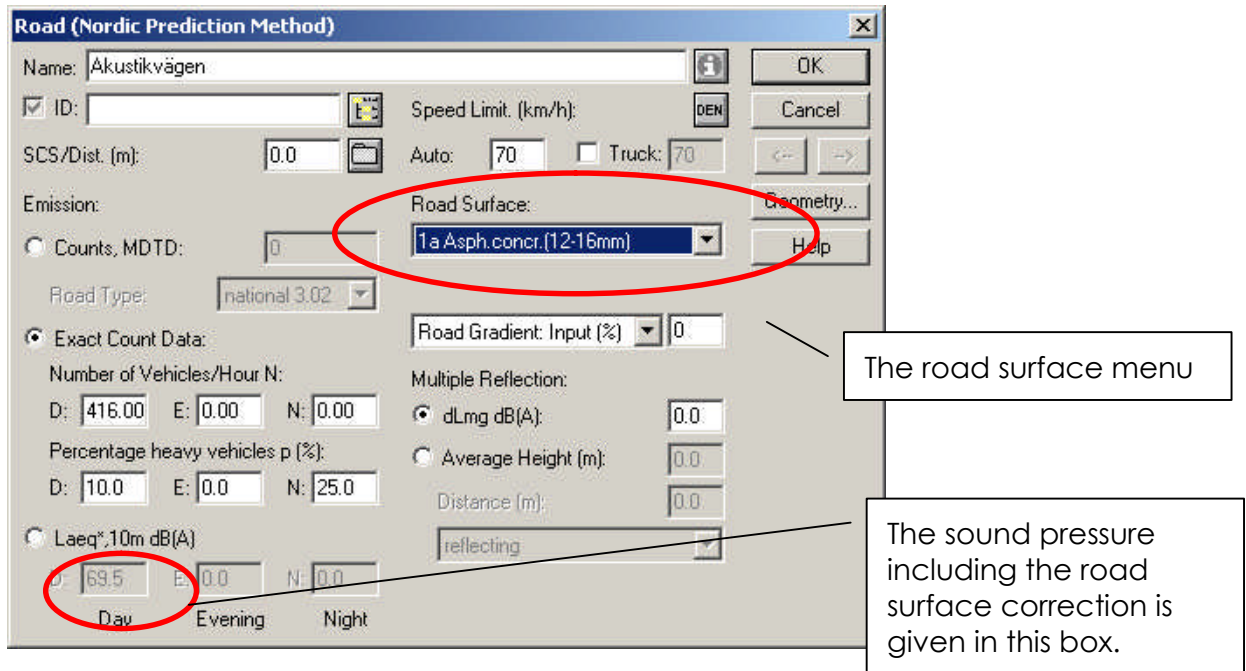 Road (Nordic Prediction Method)
Name: Akustikvägen
OK
ID:
Speed Limit. (km/h):
DEN
Cancel
SCS/Dist. (m): 0.0
Auto: 70
Truck: 70
<--
-->
Emission:
Road Surface:
Geometry...
Counts, MDTD: 0
1a Asph.concr.(12-16mm)
Help
Road Type: national 3.02
Exact Count Data:
Road Gradient: Input (%) 0
The road surface menu
Number of Vehicles/Hour N:
Multiple Reflection:
D: 416.00 E: 0.00 N: 0.00
dLmg dB(A): 0.0
Percentage heavy vehicles p (%):
Average Height (m): 0.0
D: 10.0 E: 0.0 N: 25.0
Distance (m): 0.0
Laeq*,10m dB(A)
reflecting
D: 69.5 E: 0.0 N: 0.0
Day Evening Night
The sound pressure
including the road
surface correction is
given in this box.